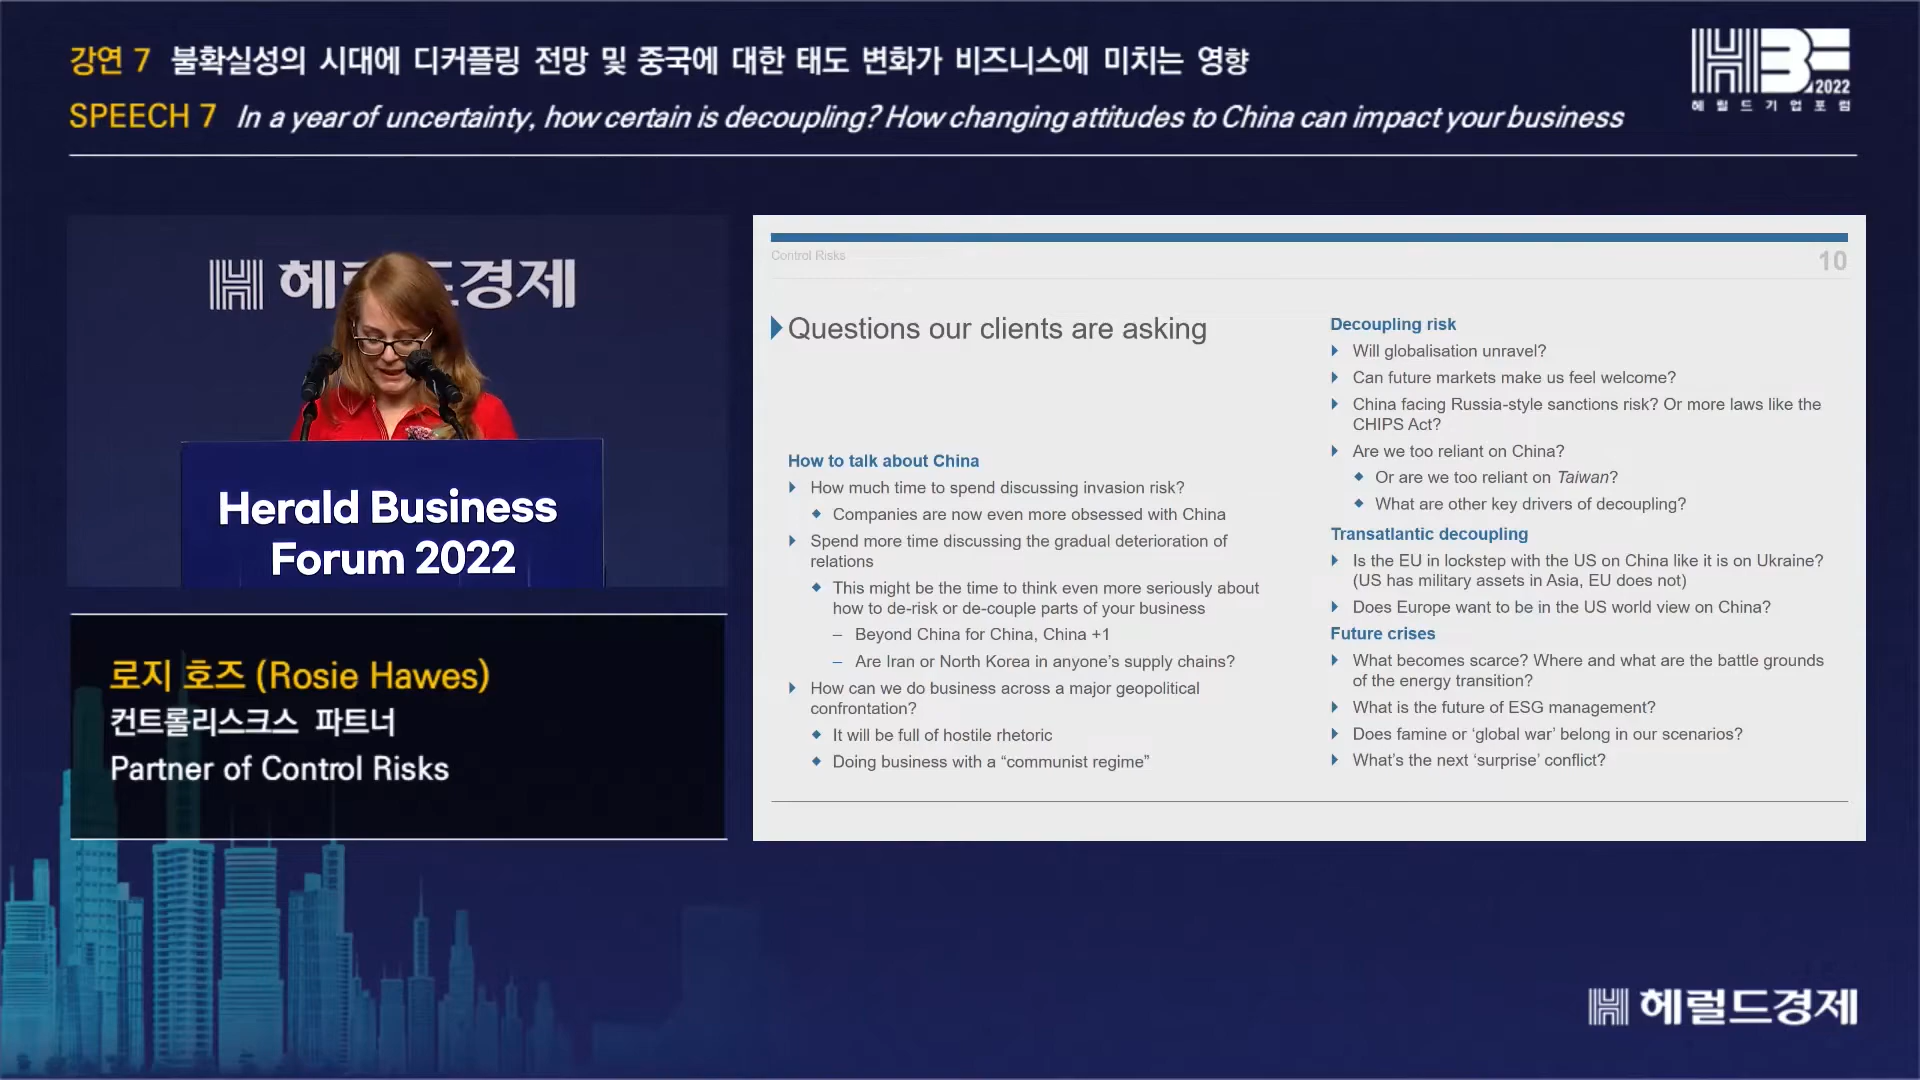 강연 7 불확실성의 시대에 디커플링 전망 및 중국에 대한 태도 변화가 비즈니스에 미치는 영향
SPEECH 7 In a year of uncertainty, how certain is decoupling? How changing attitudes to China can impact your business
HBF 2022
헤럴드기업포럼
헤럴드경제
Herald Business
Forum 2022
로지 호즈 (Rosie Hawes)
컨트롤리스크스 파트너
Partner of Control Risks
Control Risks
10
Questions our clients are asking
How to talk about China
How much time to spend discussing invasion risk?
Companies are now even more obsessed with China
Spend more time discussing the gradual deterioration of
relations
This might be the time to think even more seriously about
how to de-risk or de-couple parts of your business
– Beyond China for China, China +1
– Are Iran or North Korea in anyone’s supply chains?
How can we do business across a major geopolitical
confrontation?
It will be full of hostile rhetoric
Doing business with a “communist regime”
Decoupling risk
Will globalisation unravel?
Can future markets make us feel welcome?
China facing Russia-style sanctions risk? Or more laws like the
CHIPS Act?
Are we too reliant on China?
Or are we too reliant on Taiwan?
What are other key drivers of decoupling?
Transatlantic decoupling
Is the EU in lockstep with the US on China like it is on Ukraine?
(US has military assets in Asia, EU does not)
Does Europe want to be in the US world view on China?
Future crises
What becomes scarce? Where and what are the battle grounds
of the energy transition?
What is the future of ESG management?
Does famine or ‘global war’ belong in our scenarios?
What’s the next ‘surprise’ conflict?
헤럴드경제